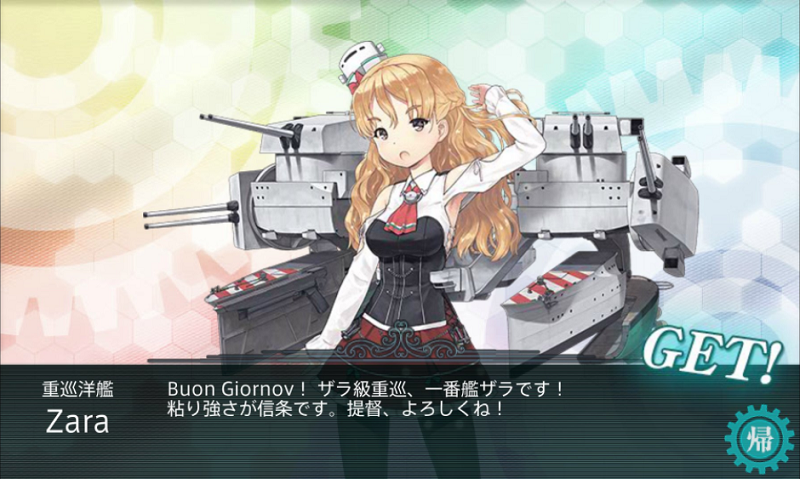 GET!
重巡洋艦
Zara
Buon Giornov！ ザラ級重巡、一番艦ザラです！
粘り強さが信条です。提督、よろしくね！
帰